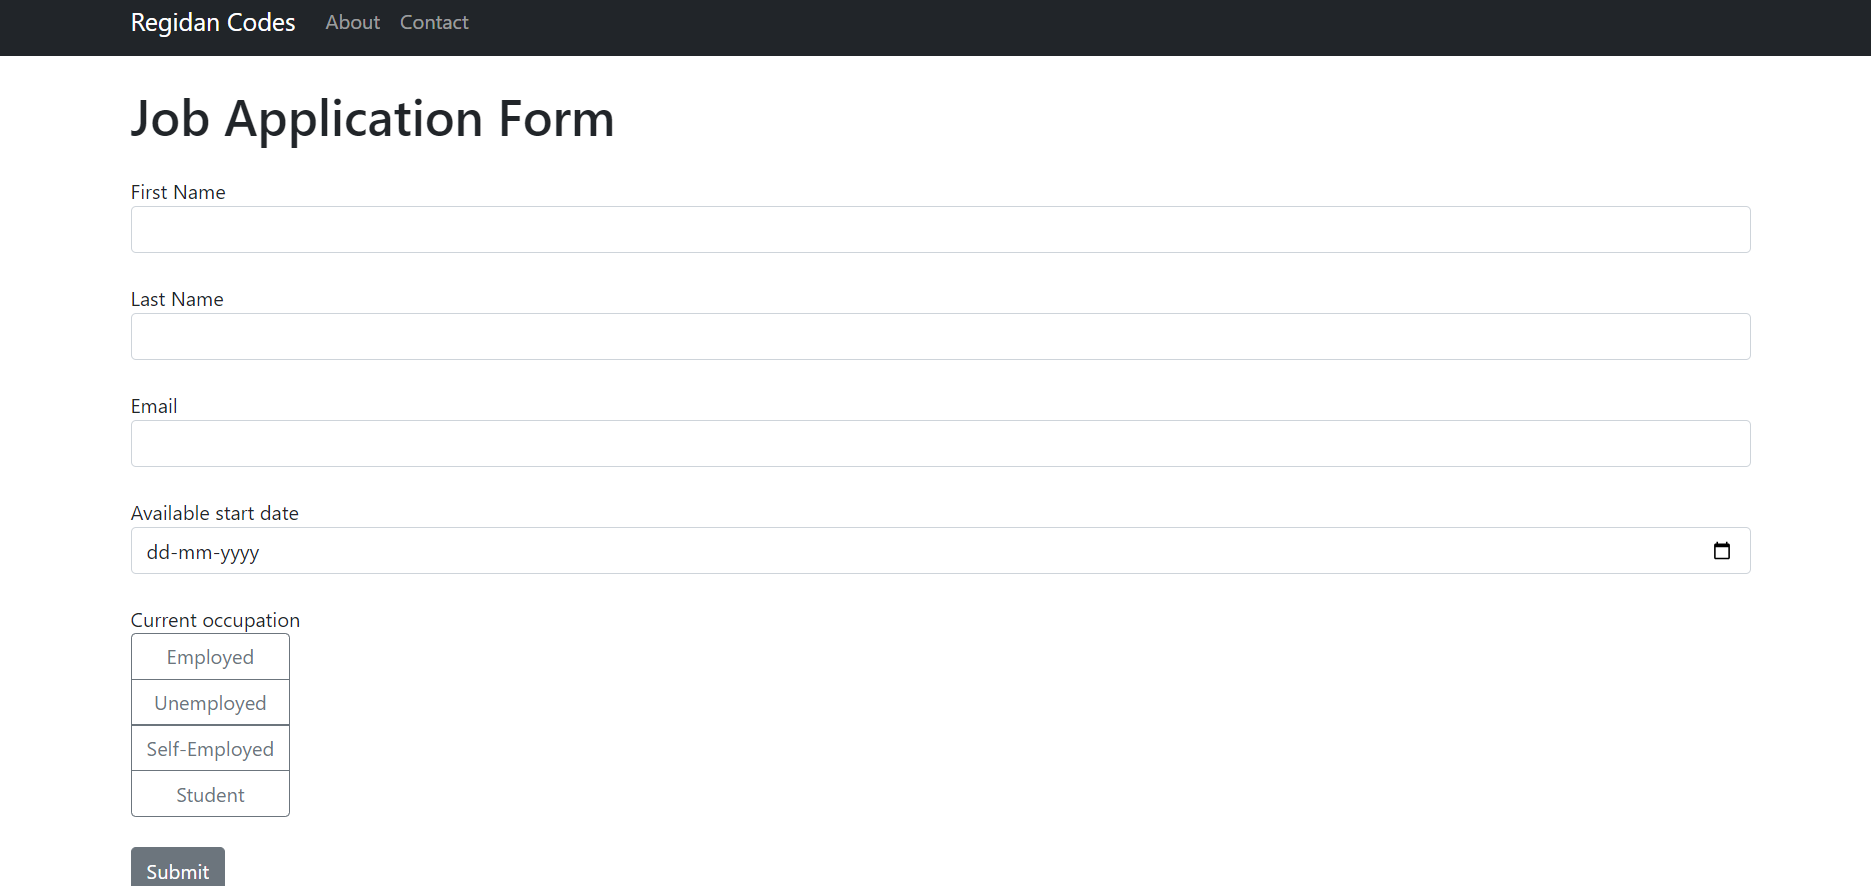 Regidan Codes About Contact
Job Application Form
First Name
Last Name
Email
Available start date
dd-mm-yyyy
Current occupation
Employed
Unemployed
Self-Employed
Student
Submit